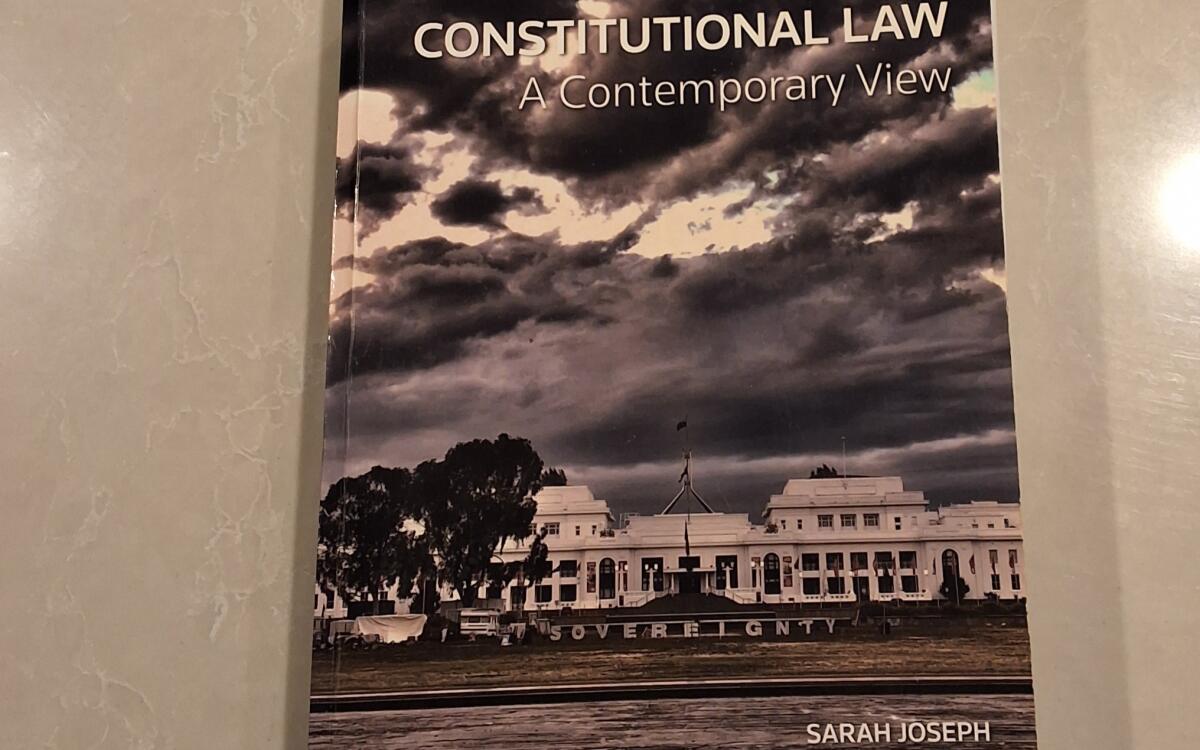 CONSTITUTIONAL LAW
A Contemporary View
SOVEREIGNTY
SARAH JOSEPH